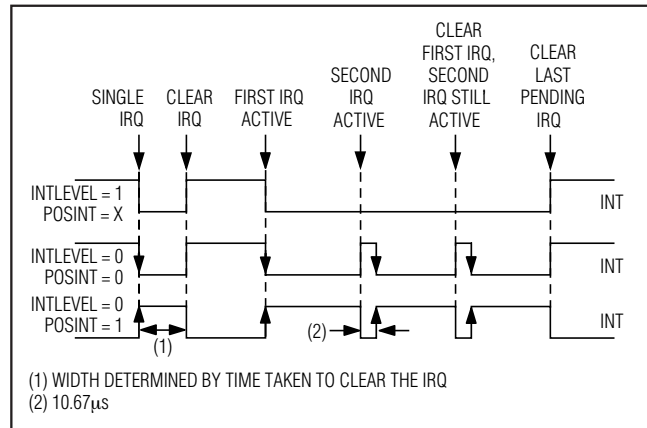 SINGLE
IRQ
CLEAR
IRQ
FIRST IRQ
ACTIVE
SECOND
IRQ
ACTIVE
CLEAR
FIRST IRQ,
SECOND
IRQ STILL
ACTIVE
CLEAR
LAST
PENDING
IRQ
INTLEVEL = 1
POSINT = X
INT
INTLEVEL = 0
POSINT = 0
INT
INTLEVEL = 0
POSINT = 1
(1)
(2)
INT
(1) WIDTH DETERMINED BY TIME TAKEN TO CLEAR THE IRQ
(2) 10.67μs